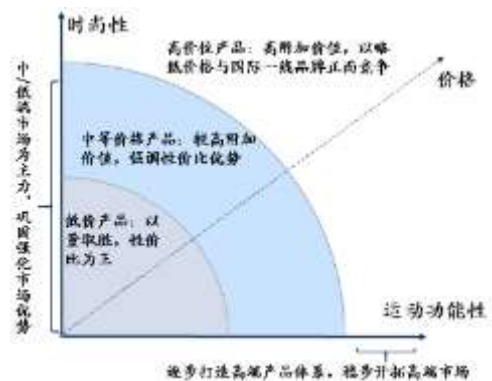 时尚性
高价位产品：高附加价值，以略
低价格与国际一线品牌正面竞争
价格
中/低端市场为主力，巩固强化市场优势
中等价格产品：较高附加
价值，强调性价比优势
低价产品：以
量取胜，性价
比为王
运动功能性
逐步打造高端产品体系，稳步开拓高端市场